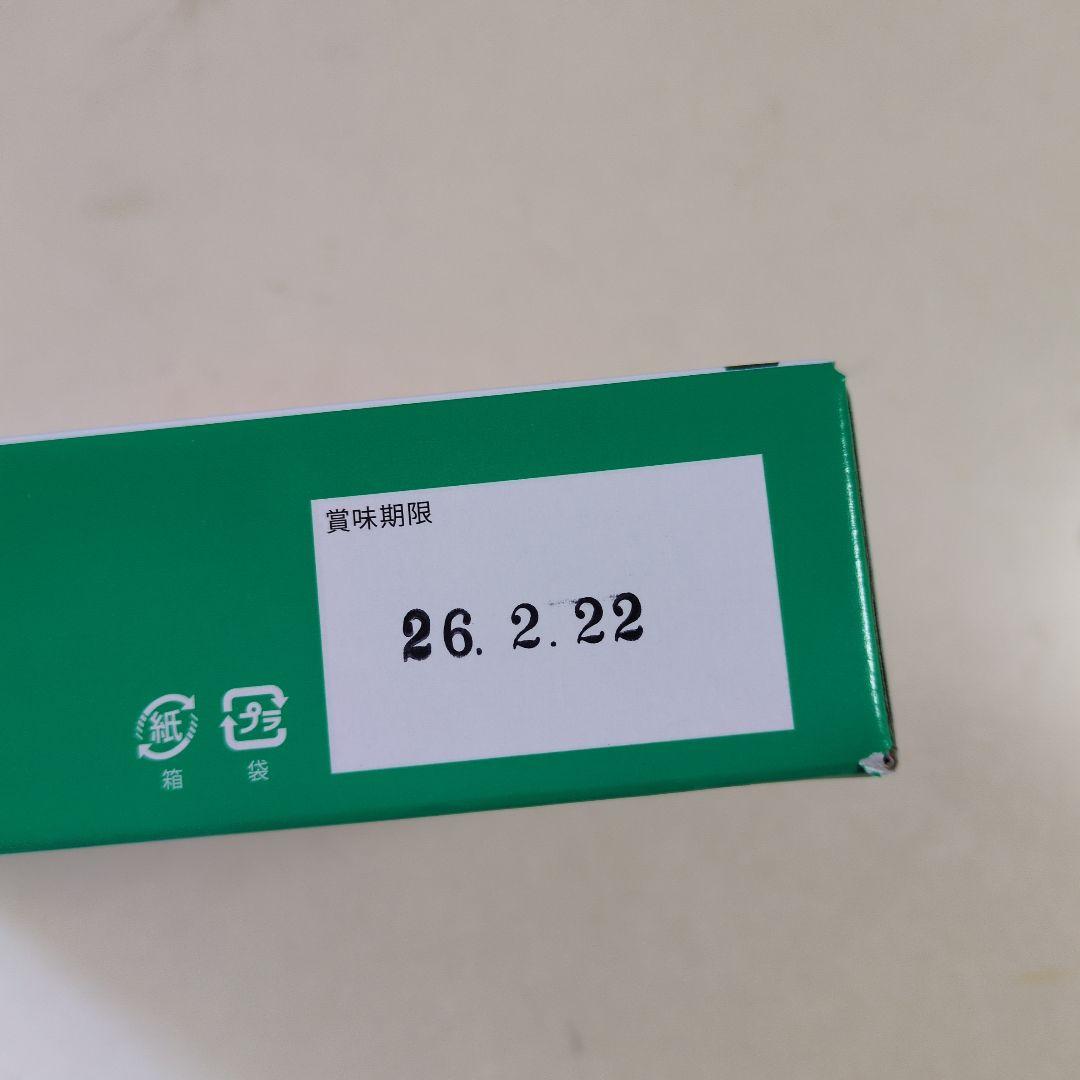 賞味期限
26. 2. 22
紙
箱
プラ
袋